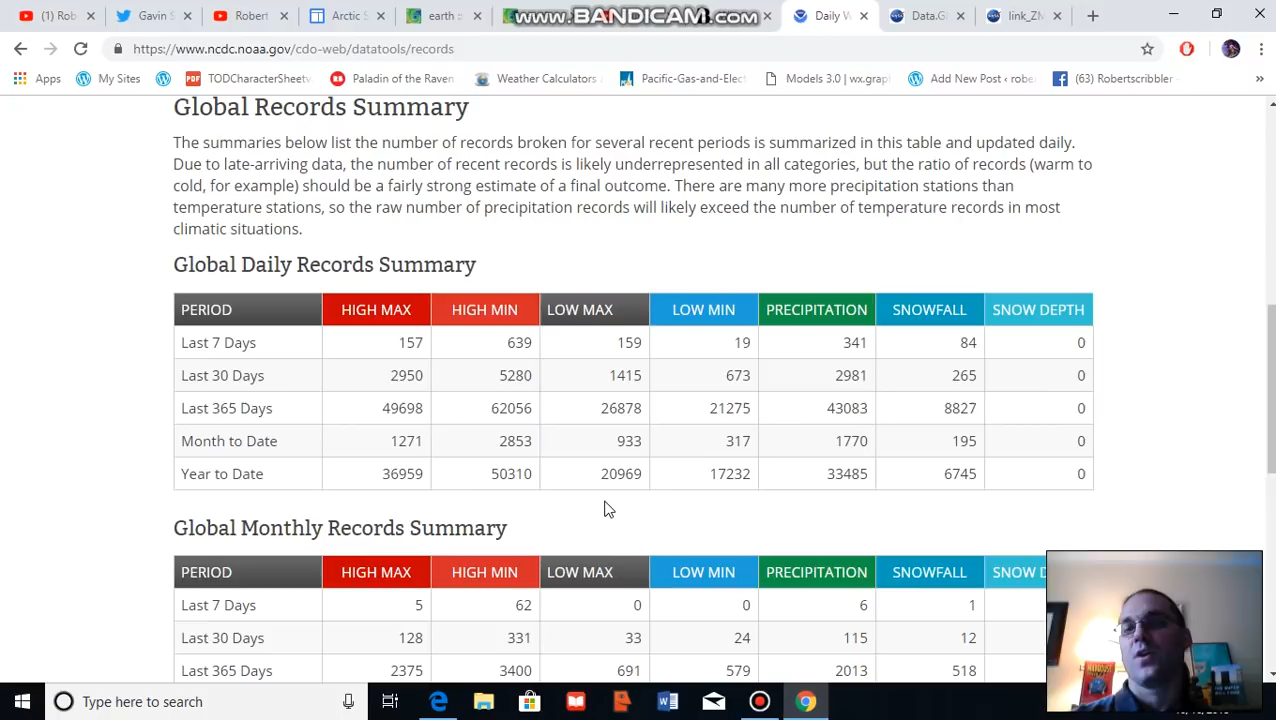 (1) Rob
Gavin S
Robert
Arctic S
earth
www.BANDICAM.com
Daily W
Data.GI
link_ZN
https://www.ncdc.noaa.gov/cdo-web/datatools/records
Apps
My Sites
TODCharacterSheetv
Paladin of the Raven
Weather Calculators
Pacific-Gas-and-Elect
Models 3.0 | wx.grap
Add New Post ‹ robe
(63) Robertscribbler
Global Records Summary
The summaries below list the number of records broken for several recent periods is summarized in this table and updated daily.
Due to late-arriving data, the number of recent records is likely underrepresented in all categories, but the ratio of records (warm to
cold, for example) should be a fairly strong estimate of a final outcome. There are many more precipitation stations than
temperature stations, so the raw number of precipitation records will likely exceed the number of temperature records in most
climatic situations.
Global Daily Records Summary
PERIOD HIGH MAX HIGH MIN LOW MAX LOW MIN PRECIPITATION SNOWFALL SNOW DEPTH
Last 7 Days 157 639 159 19 341 84 0
Last 30 Days 2950 5280 1415 673 2981 265 0
Last 365 Days 49698 62056 26878 21275 43083 8827 0
Month to Date 1271 2853 933 317 1770 195 0
Year to Date 36959 50310 20969 17232 33485 6745 0
Global Monthly Records Summary
PERIOD HIGH MAX HIGH MIN LOW MAX LOW MIN PRECIPITATION SNOWFALL SNOW D
Last 7 Days 5 62 0 0 6 1
Last 30 Days 128 331 33 24 115 12
Last 365 Days 2375 3400 691 579 2013 518
Type here to search